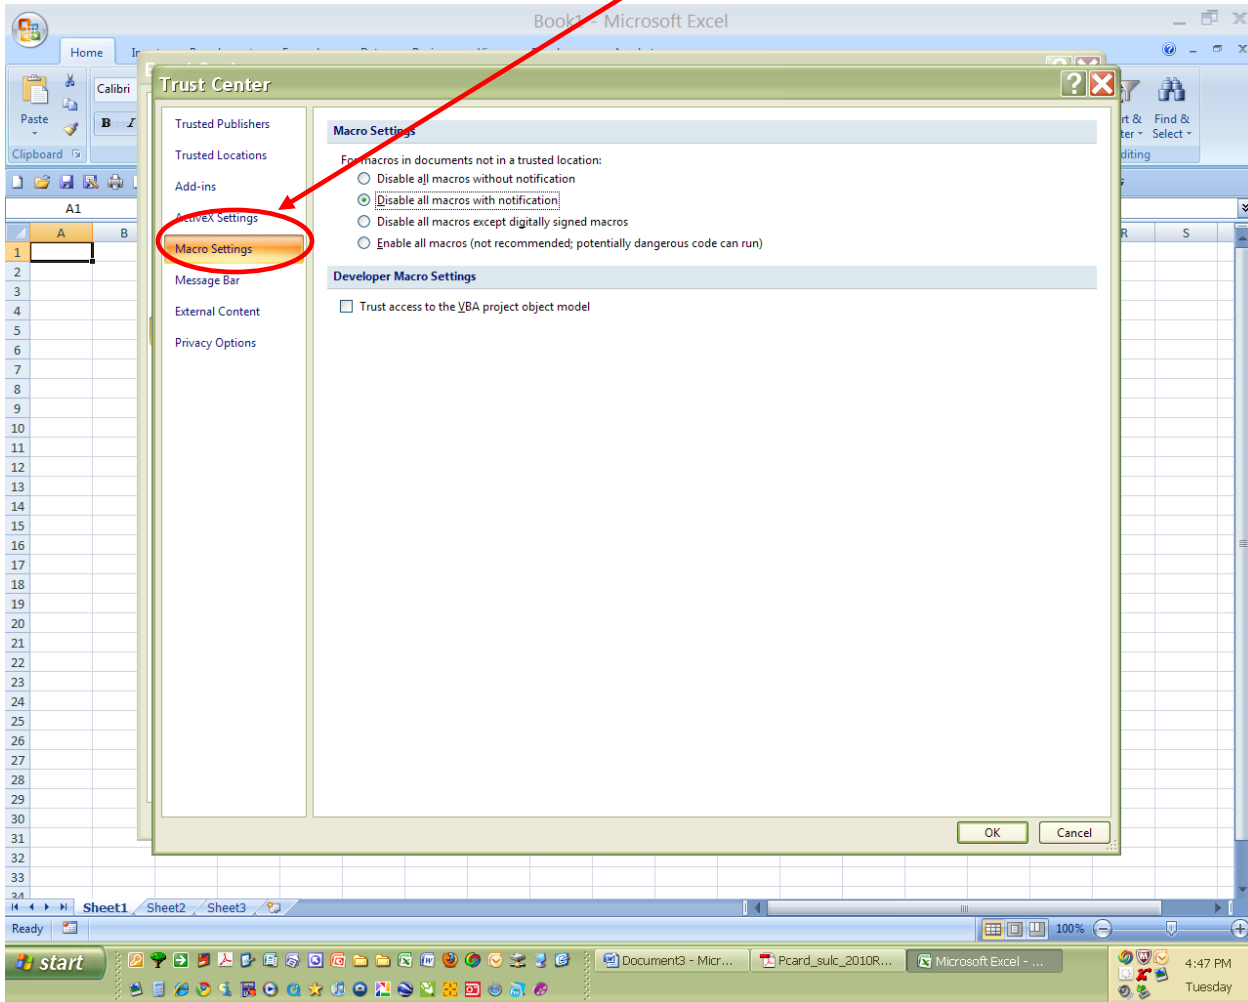 Book1 - Microsoft Excel
Home
Paste
Calibri
B I
Find &
Select
Clipboard
A1
Trust Center
Trusted Publishers
Trusted Locations
Add-ins
ActiveX Settings
Macro Settings
Message Bar
External Content
Privacy Options
Macro Settings
For macros in documents not in a trusted location:
Disable all macros without notification
Disable all macros with notification
Disable all macros except digitally signed macros
Enable all macros (not recommended; potentially dangerous code can run)
Developer Macro Settings
Trust access to the VBA project object model
OK Cancel
A B R S
1
2
3
4
5
6
7
8
9
10
11
12
13
14
15
16
17
18
19
20
21
22
23
24
25
26
27
28
29
30
31
32
33
34
Sheet1 Sheet2 Sheet3
Ready 100%
start Document3 - Micr... Pcard_sulc_2010R... Microsoft Excel - ... 4:47 PM
Tuesday